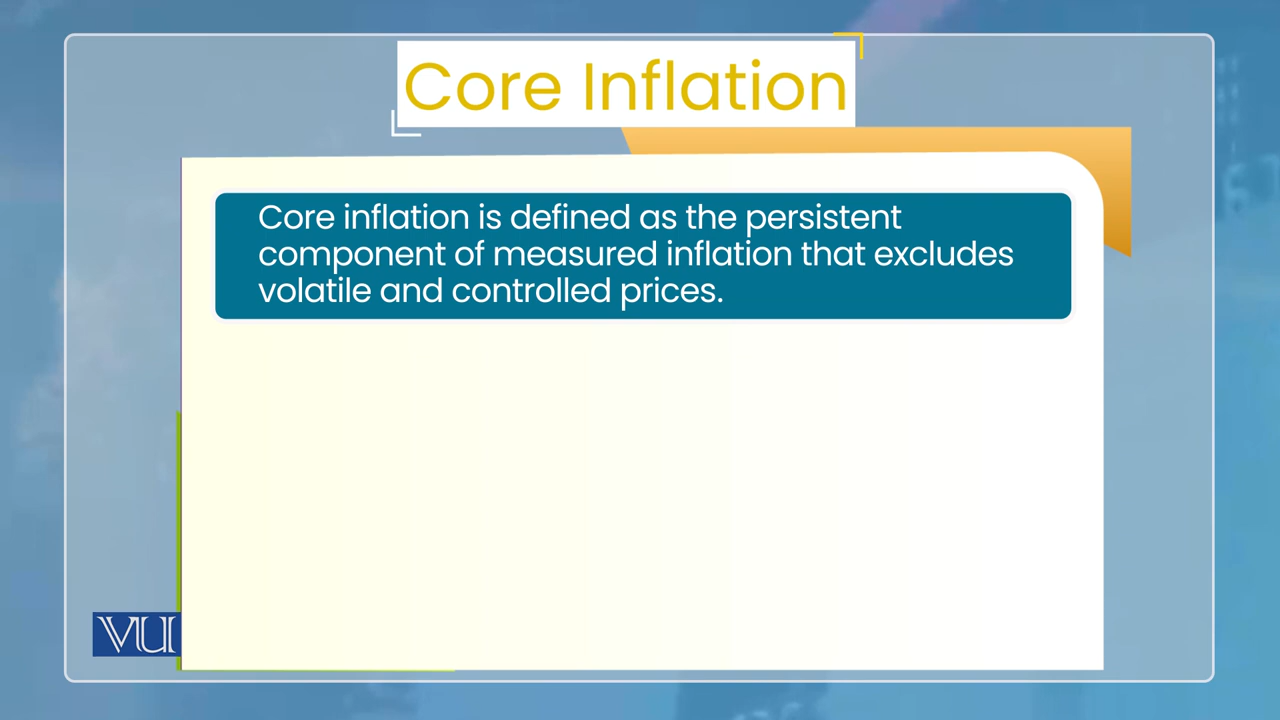 Core Inflation
Core inflation is defined as the persistent
component of measured inflation that excludes
volatile and controlled prices.
VU